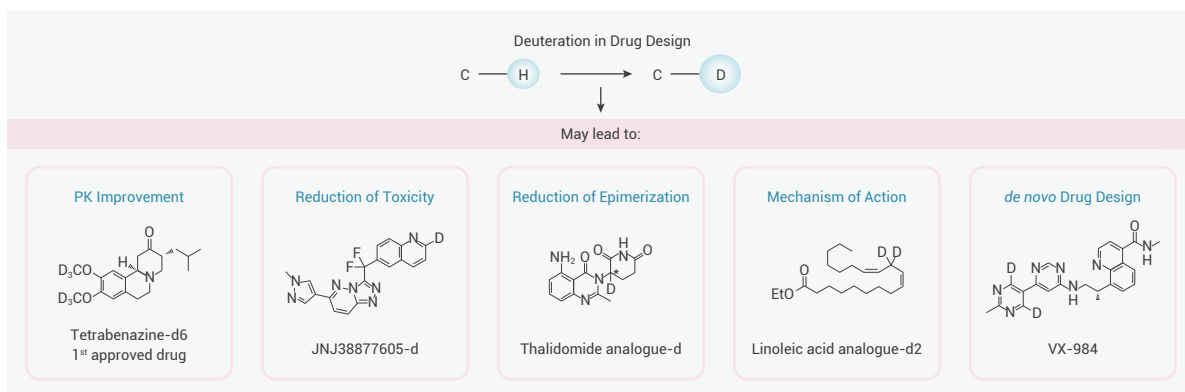 Deuteration in Drug Design
C H C D
May lead to:
PK Improvement
O
H
D3CO
D3CO
N
Tetrabenazine-d6
1st approved drug
Reduction of Toxicity
N D
F
F
N
N
N
N
N
N
N
JNJ38877605-d
Reduction of Epimerization
NH2 O
O H
N O
N *
D
N
Thalidomide analogue-d
Mechanism of Action
D D
O
EtO
Linoleic acid analogue-d2
de novo Drug Design
O
N
H
N
D
N N
N
N
H
N
D
VX-984